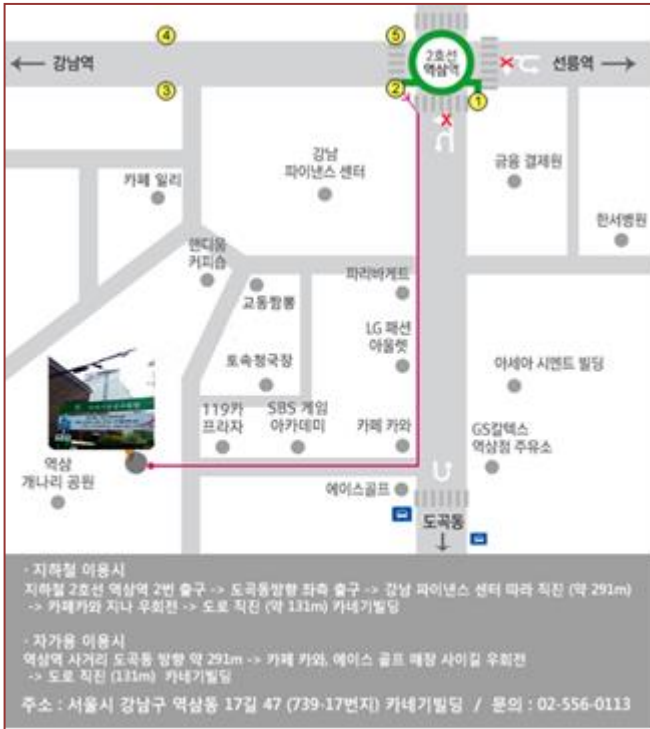 ④
⑤
2호선
역삼역
← 강남역
선릉역 →
③
②
①
강남
파이낸스 센터
금융 결제원
카페 일리
한서병원
핸디움
커피숍
파리바게트
교동짬뽕
LG 패션
아울렛
토속청국장
아세아 시멘트 빌딩
119카
프라자
SBS 게임
아카데미
카페 카와
GS칼텍스
역삼점 주유소
역삼
개나리 공원
에이스골프
도곡동
↓
· 지하철 이용시
지하철 2호선 역삼역 2번 출구 -> 도곡동방향 좌측 출구 -> 강남 파이낸스 센터 따라 직진 (약 291m)
-> 카페카와 지나 우회전 -> 도로 직진 (약 131m) 카네기빌딩
· 자가용 이용시
역삼역 사거리 도곡동 방향 약 291m -> 카페 카와, 에이스 골프 매장 사이길 우회전
-> 도로 직진 (131m) 카네기빌딩
주소 : 서울시 강남구 역삼동 17길 47 (739-17번지) 카네기빌딩 / 문의 : 02-556-0113